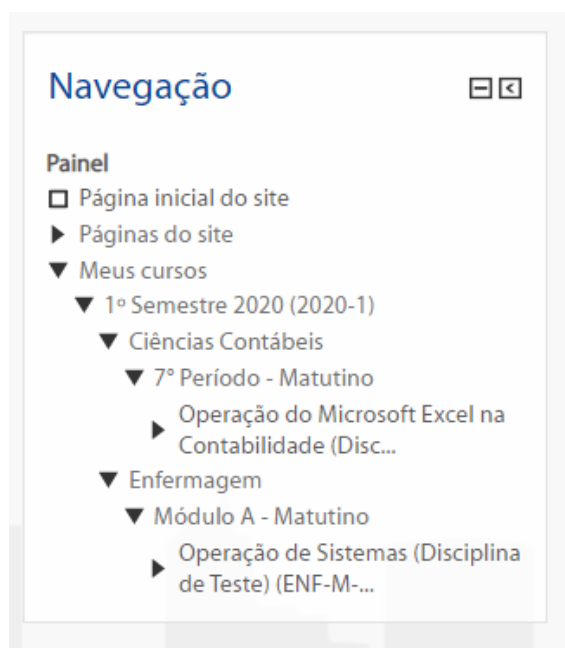 Navegação
Painel
Página inicial do site
Páginas do site
Meus cursos
1º Semestre 2020 (2020-1)
Ciências Contábeis
7° Período - Matutino
Operação do Microsoft Excel na
Contabilidade (Disc...
Enfermagem
Módulo A - Matutino
Operação de Sistemas (Disciplina
de Teste) (ENF-M-...